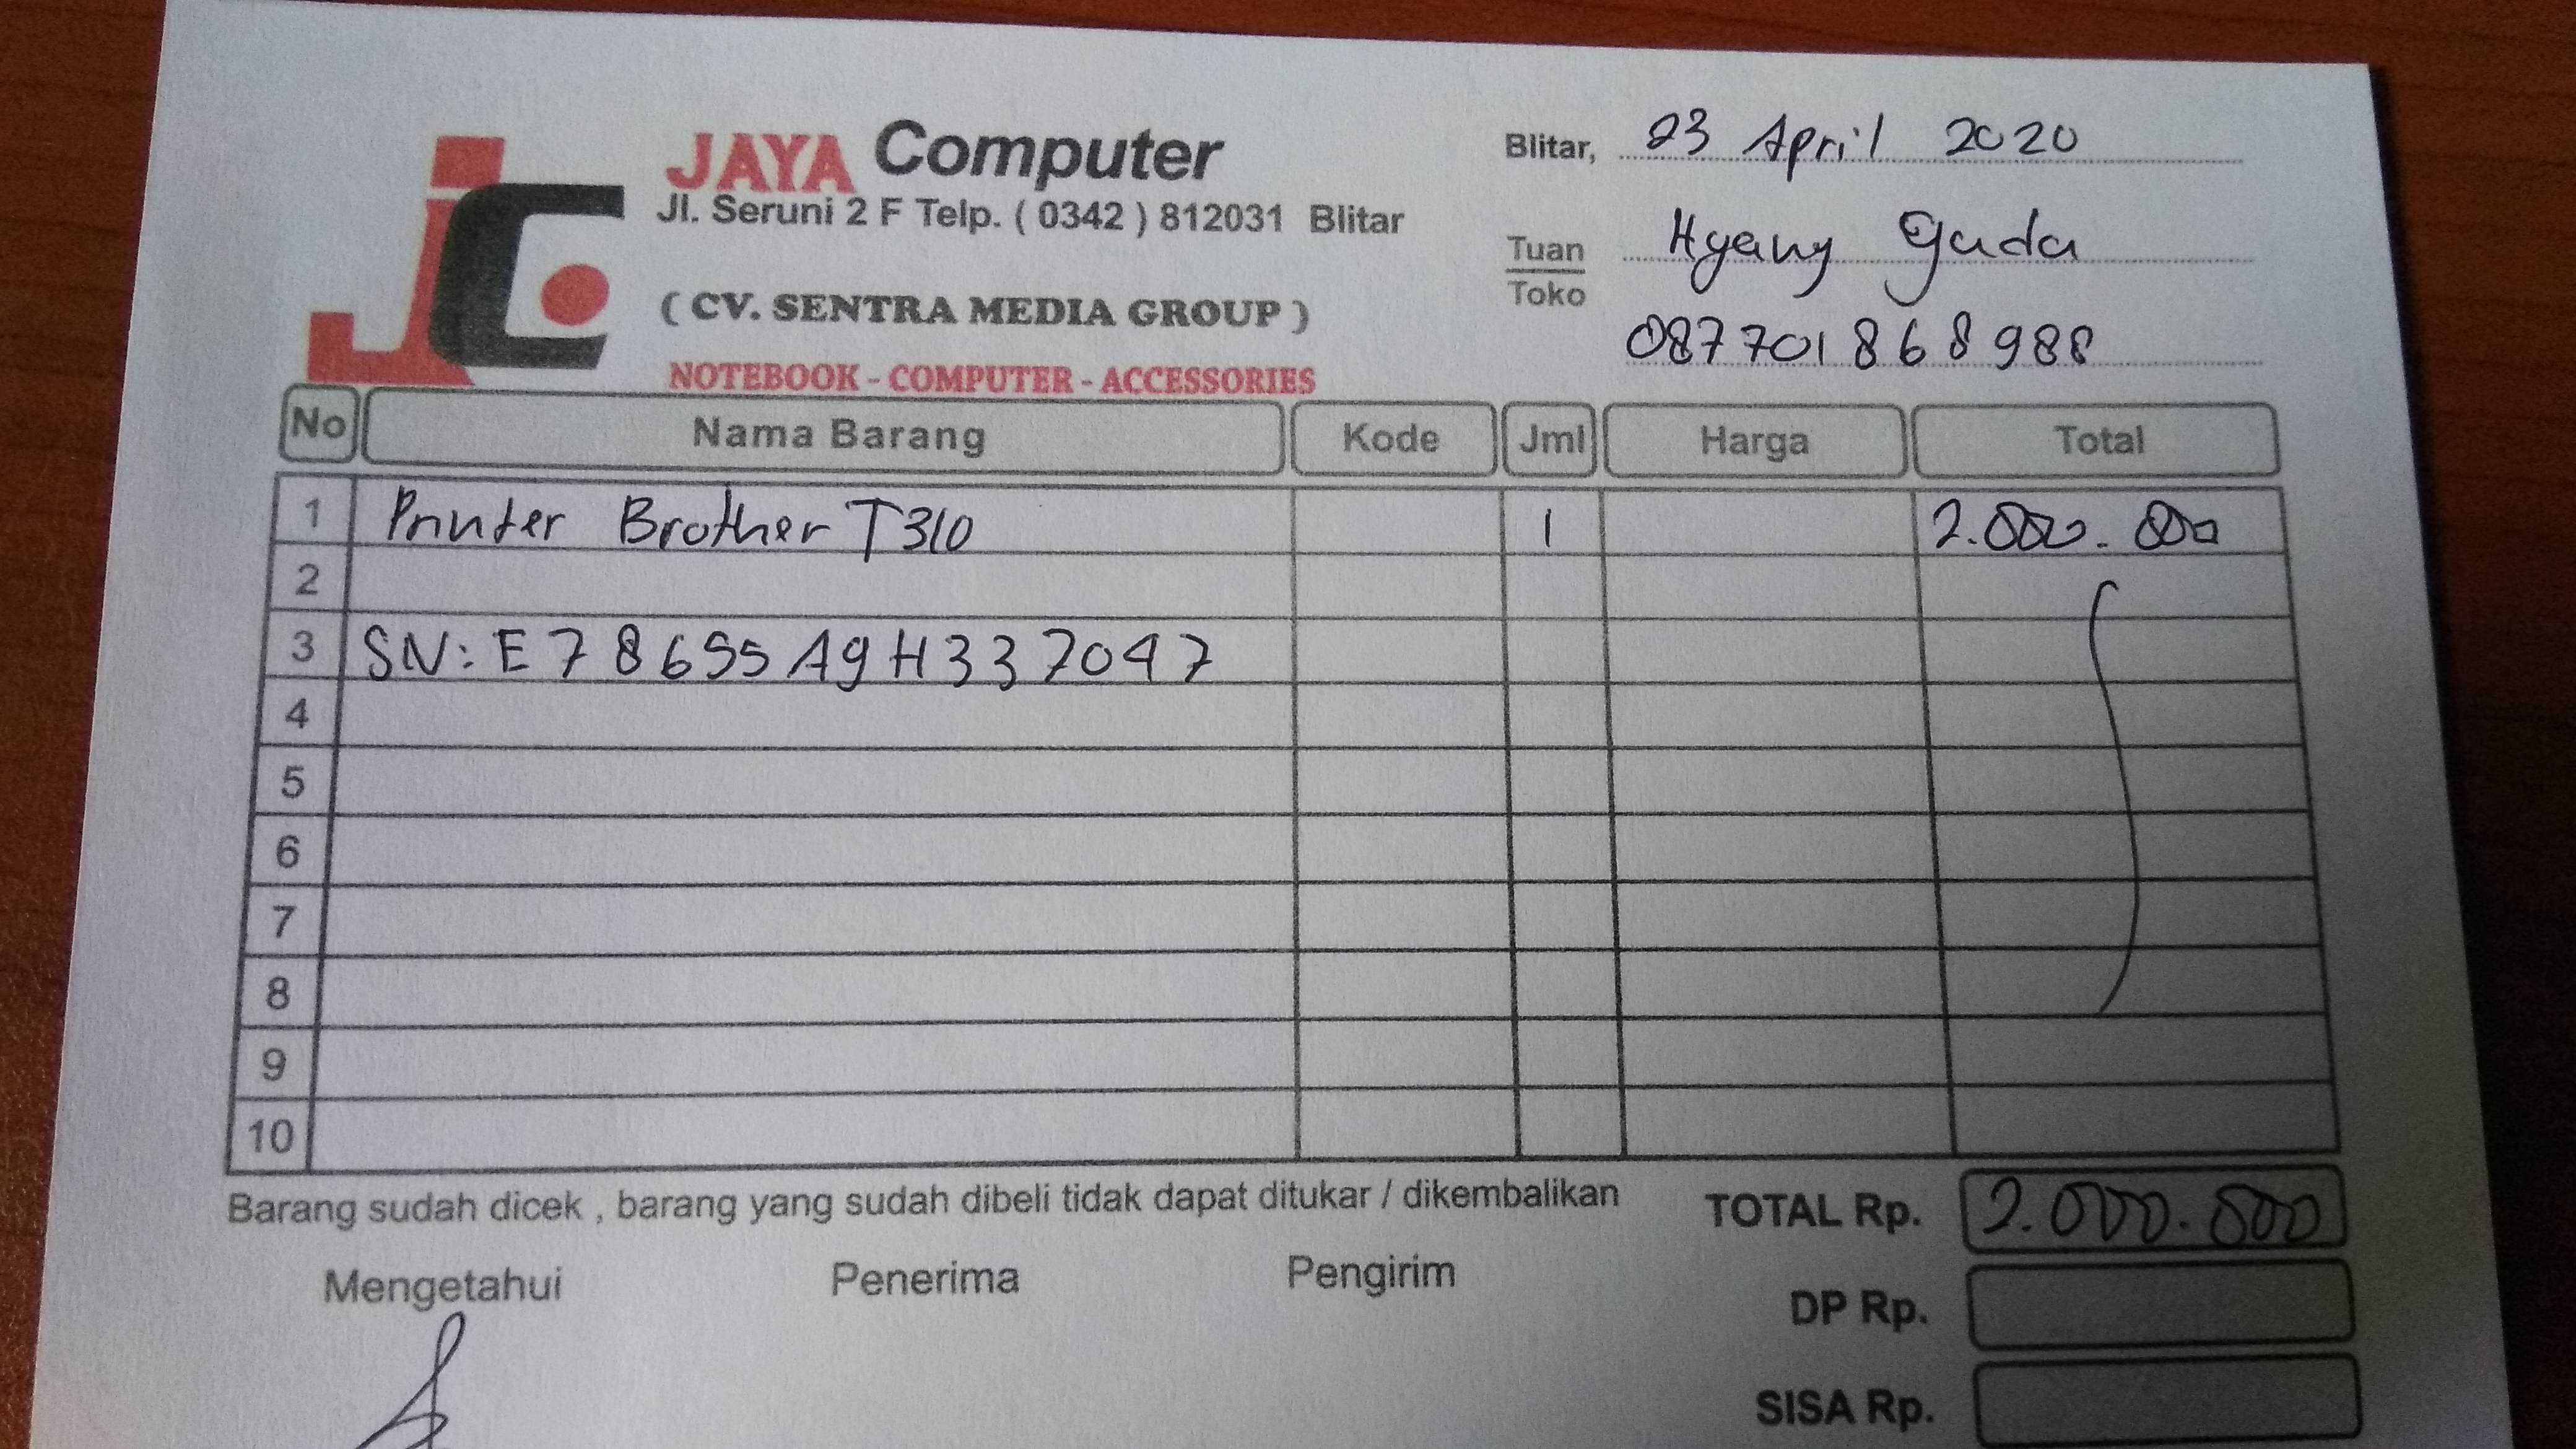 JAYA Computer
Jl. Seruni 2 F Telp. ( 0342 ) 812031 Blitar
( CV. SENTRA MEDIA GROUP )
NOTEBOOK - COMPUTER - ACCESSORIES
Blitar, 23 April 2020
Tuan
Toko
Hyang
087701868988
No Nama Barang Kode Jml Harga Total
1 Printer Brother T310 1 2.000.000
2
3 SN: E78655A9H337047
4
5
6
7
8
9
10
Barang sudah dicek , barang yang sudah dibeli tidak dapat ditukar / dikembalikan
TOTAL Rp. 2.000.000
Mengetahui Penerima Pengirim
DP Rp.
SISA Rp.